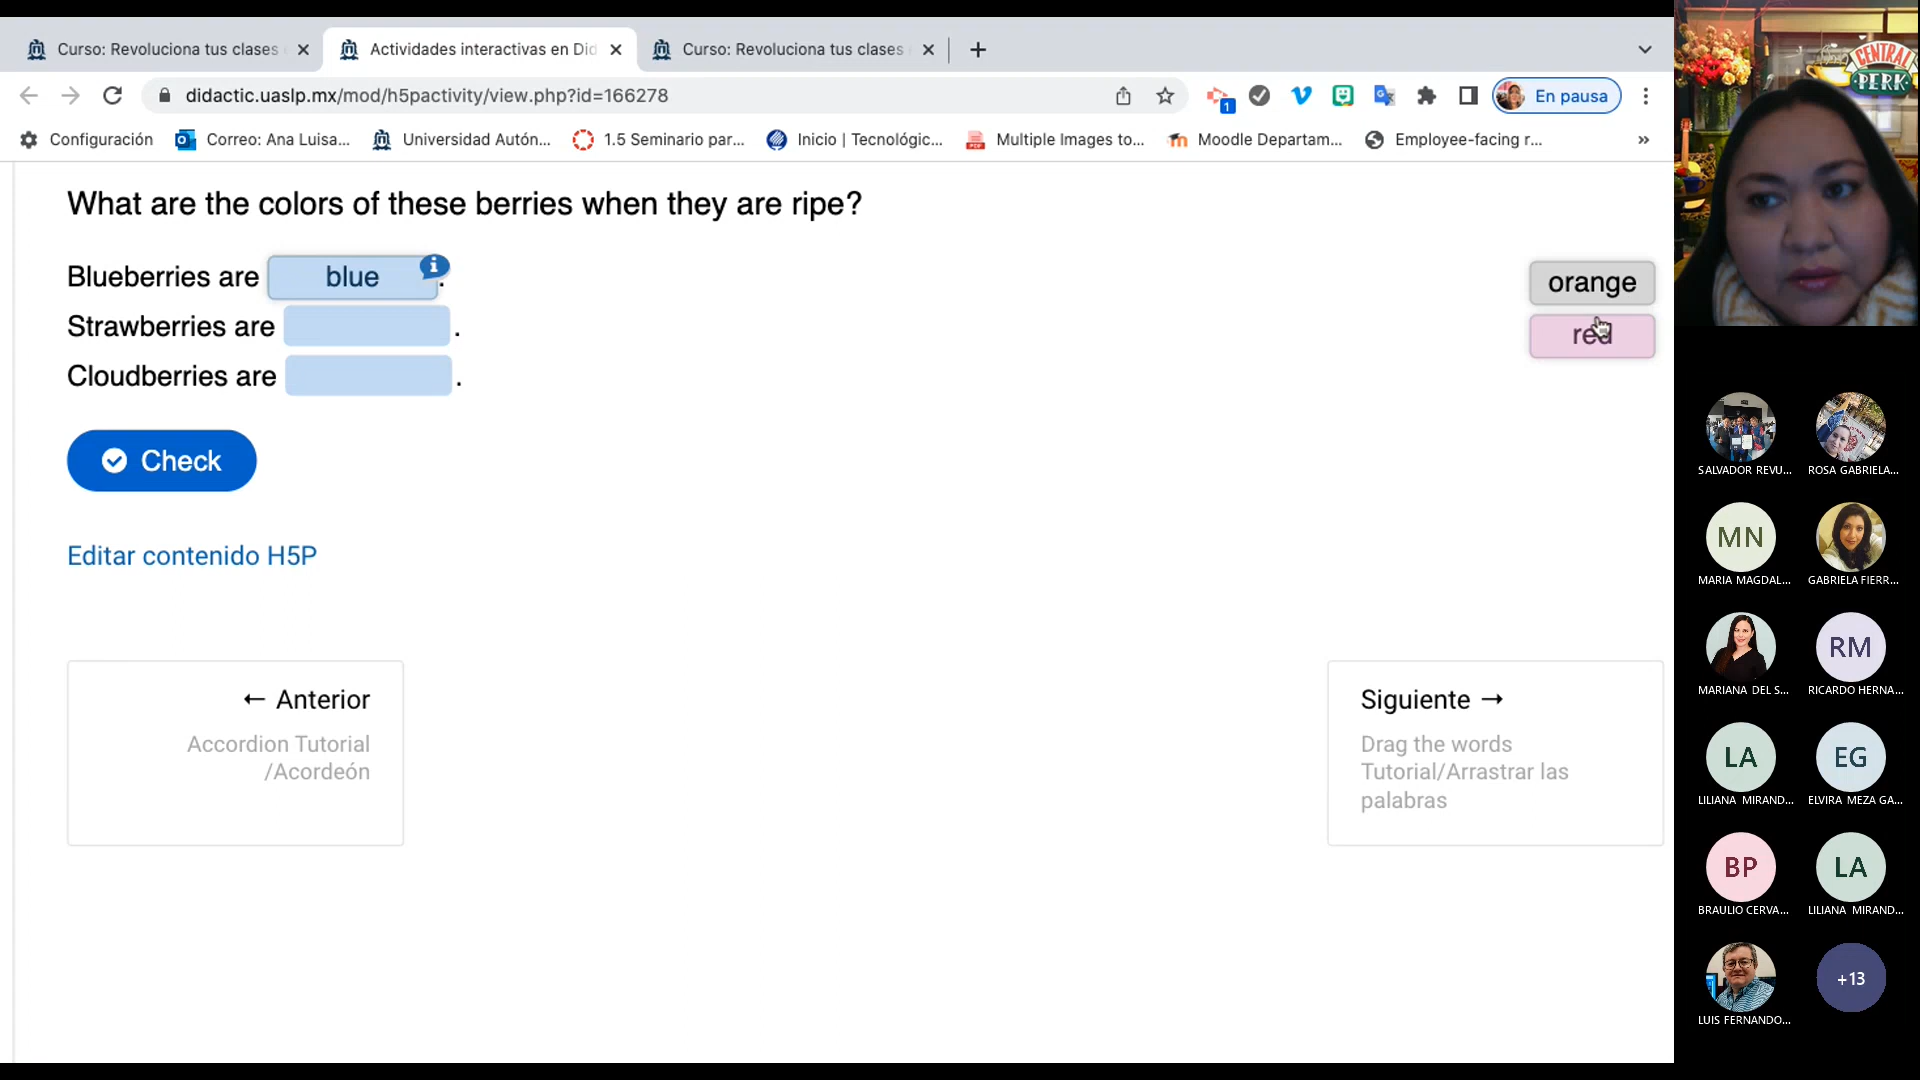 Curso: Revoluciona tus clases
Actividades interactivas en Did
Curso: Revoluciona tus clases
didactic.uaslp.mx/mod/h5pactivity/view.php?id=166278
1
En pausa
Configuración
Correo: Ana Luisa...
Universidad Autón...
1.5 Seminario par...
Inicio | Tecnológic...
Multiple Images to...
Moodle Departam...
Employee-facing r...
»
What are the colors of these berries when they are ripe?
Blueberries are blue .
Strawberries are .
Cloudberries are .
orange
red
Check
Editar contenido H5P
← Anterior
Accordion Tutorial
/Acordeón
Siguiente →
Drag the words
Tutorial/Arrastrar las
palabras
CENTRAL
PERK
SALVADOR REVU...
ROSA GABRIELA...
MN
MARIA MAGDAL...
GABRIELA FIERR...
MARIANA DEL S...
RM
RICARDO HERNA...
LA
LILIANA MIRAND...
EG
ELVIRA MEZA GA...
BP
BRAULIO CERVA...
LA
LILIANA MIRAND...
LUIS FERNANDO...
+13